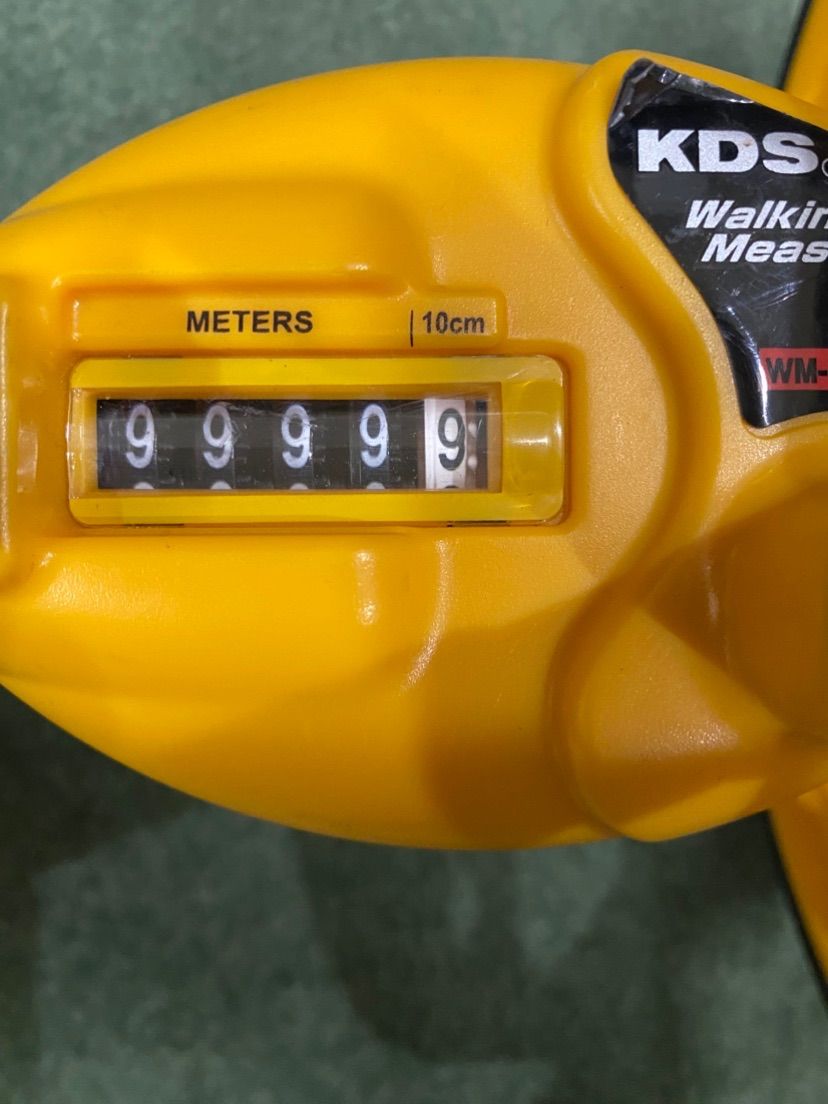 KDS
Walkin
Meas
METERS |10cm
WM-
9 9 9 9 9